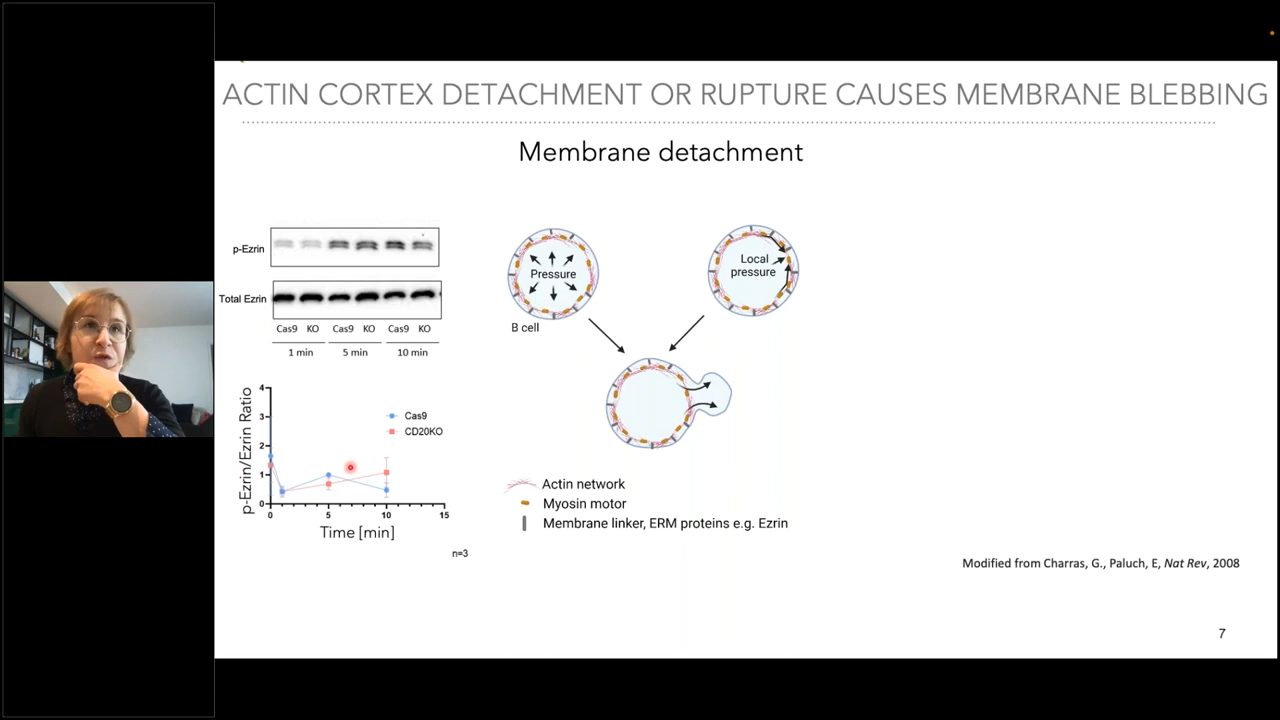 ACTIN CORTEX DETACHMENT OR RUPTURE CAUSES MEMBRANE BLEBBING
Membrane detachment
p-Ezrin
Total Ezrin
Cas9 KO Cas9 KO Cas9 KO
1 min 5 min 10 min
p-Ezrin/Ezrin Ratio
4
3
2
1
0
0 5 10 15
Time [min]
Cas9
CD20KO
n=3
Pressure
B cell
Local
pressure
Actin network
Myosin motor
Membrane linker, ERM proteins e.g. Ezrin
Modified from Charras, G., Paluch, E, Nat Rev, 2008
7